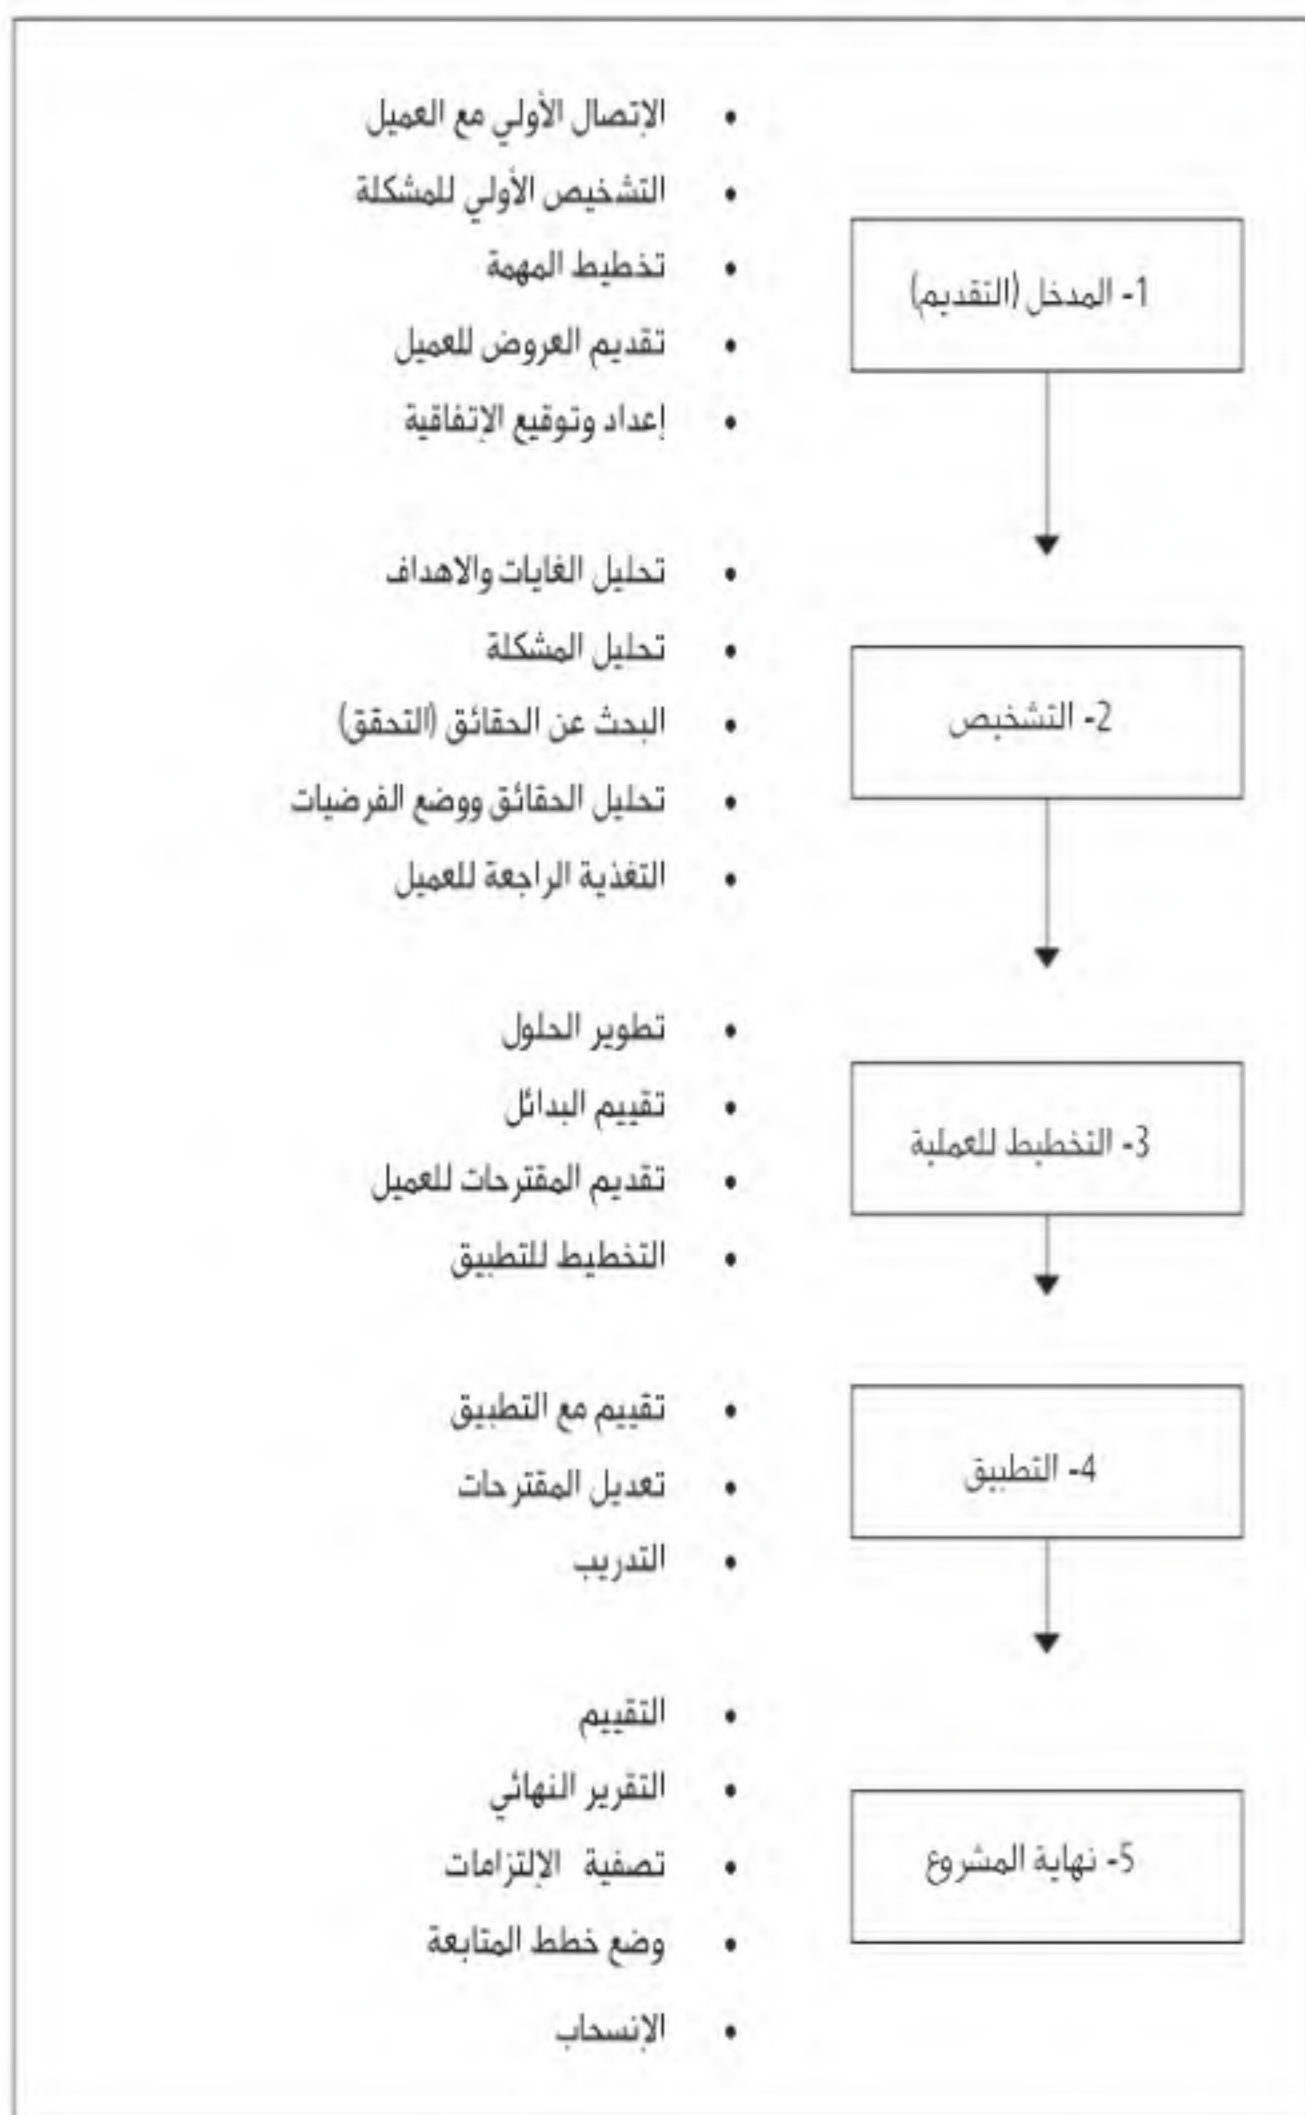 • الإتصال الأولي مع العميل
• التشخيص الأولي للمشكلة
1- المدخل (التقديم)
• تخطيط المهمة
• تقديم العروض للعميل
• إعداد وتوقيع الإتفاقية
• تحليل الغايات والاهداف
• تحليل المشكلة
2- التشخيص
• البحث عن الحقائق (التحقق)
• تحليل الحقائق ووضع الفرضيات
• التغذية الراجعة للعميل
• تطوير الحلول
• تقييم البدائل
3- التخطيط للعملية
• تقديم المقترحات للعميل
• التخطيط للتطبيق
• تقييم مع التطبيق
4- التطبيق
• تعديل المقترحات
• التدريب
• التقييم
• التقرير النهائي
5- نهاية المشروع
• تصفية الإلتزامات
• وضع خطط المتابعة
• الإنسحاب